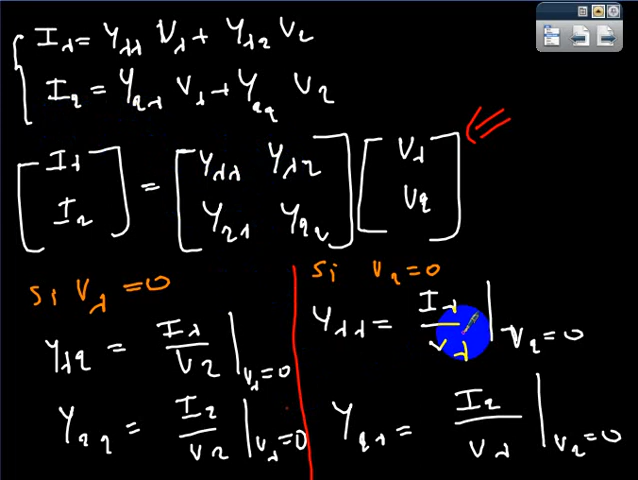 I₁ = Y₁₁ V₁ + Y₁₂ V₂
I₂ = Y₂₁ V₁ + Y₂₂ V₂
[I₁ I₂] = [Y₁₁ Y₁₂ Y₂₁ Y₂₂] [V₁ V₂]
si V₁ = 0
Y₁₂ = I₁/V₂ | V₁=0
Y₂₂ = I₂/V₂ | V₁=0
si V₂ = 0
Y₁₁ = I₁/V₁ | V₂=0
Y₂₁ = I₂/V₁ | V₂=0